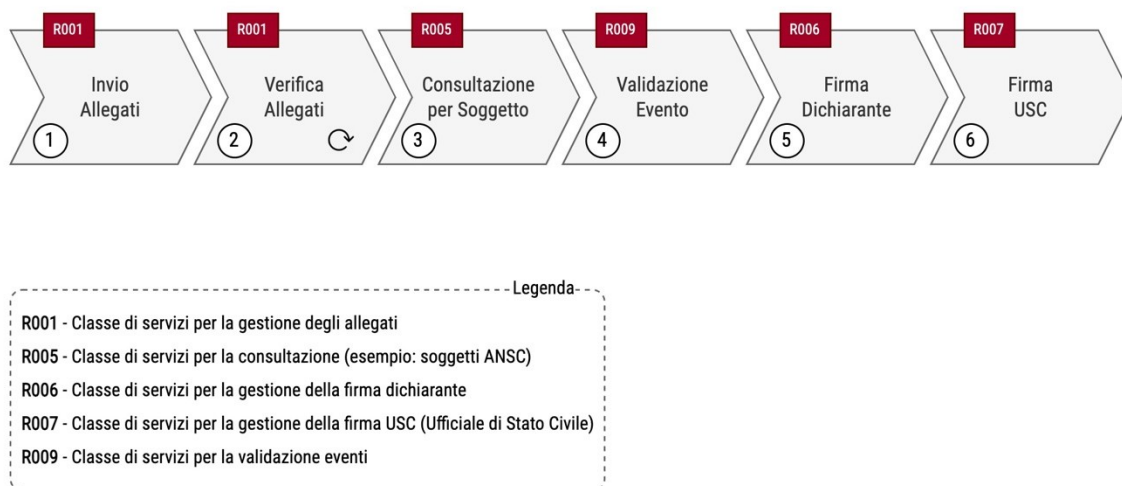 R001
R001
R005
R009
R006
R007
Invio
Allegati
1
Verifica
Allegati
2
Consultazione
per Soggetto
3
Validazione
Evento
4
Firma
Dichiarante
5
Firma
USC
6
Legenda
R001 - Classe di servizi per la gestione degli allegati
R005 - Classe di servizi per la consultazione (esempio: soggetti ANSC)
R006 - Classe di servizi per la gestione della firma dichiarante
R007 - Classe di servizi per la gestione della firma USC (Ufficiale di Stato Civile)
R009 - Classe di servizi per la validazione eventi